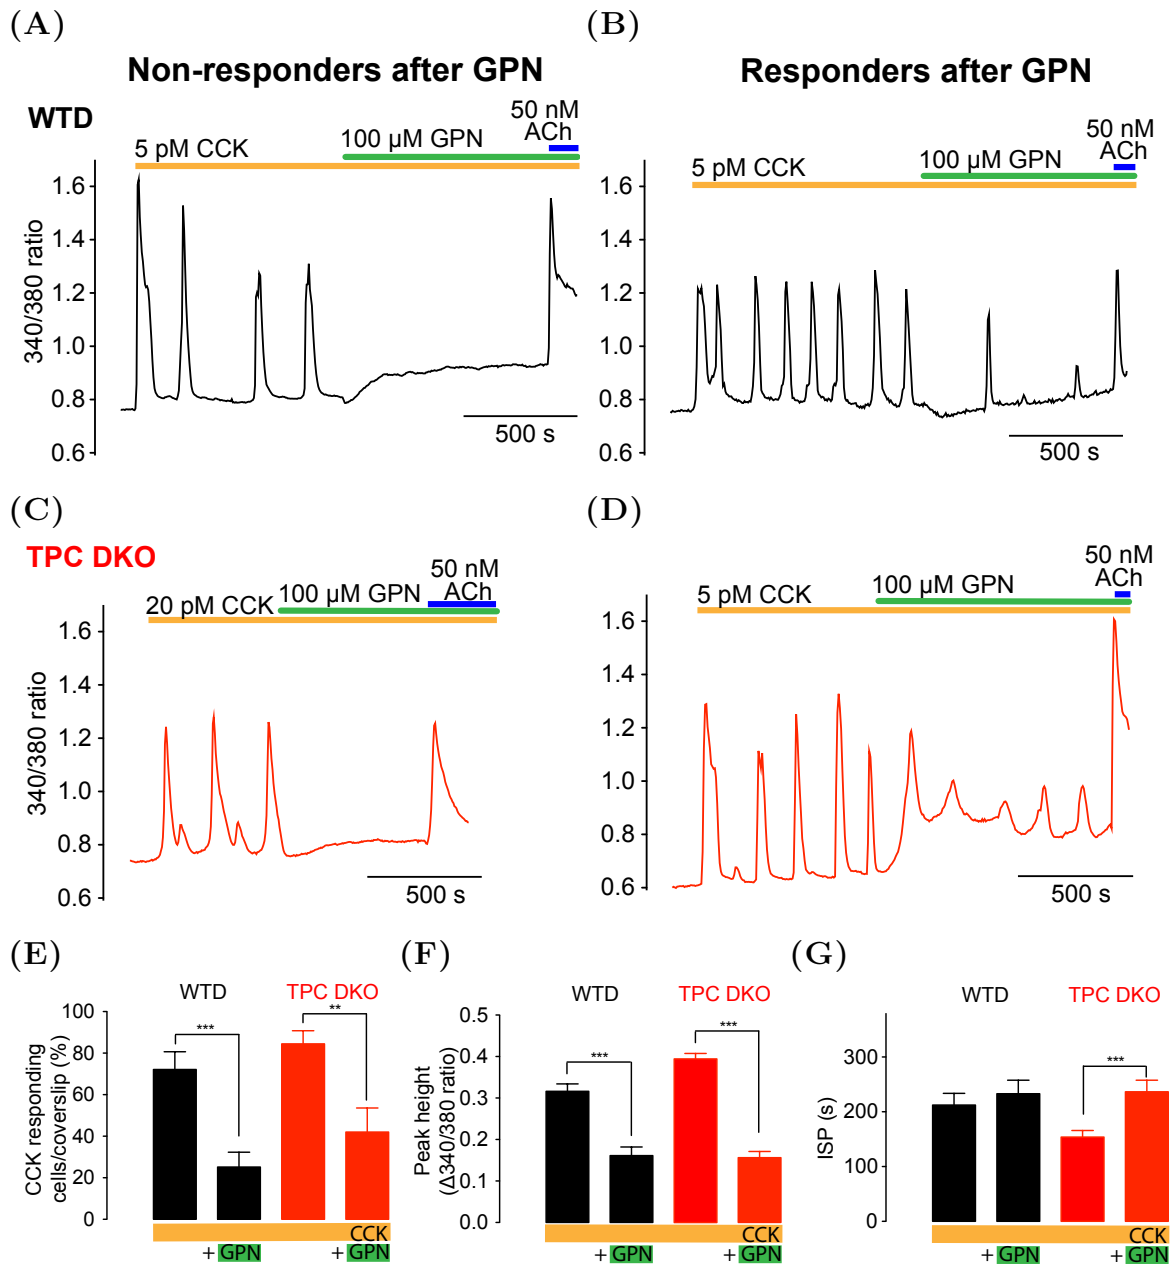 (A)
Non-responders after GPN
WTD
50 nM
ACh
100 µM GPN
5 pM CCK
1.6
1.4
1.2
1.0
0.8
0.6
340/380 ratio
500 s
(B)
Responders after GPN
50 nM
ACh
100 µM GPN
5 pM CCK
1.6
1.4
1.2
1.0
0.8
0.6
500 s
(C)
TPC DKO
50 nM
ACh
100 µM GPN
20 pM CCK
1.6
1.4
1.2
1.0
0.8
0.6
340/380 ratio
500 s
(D)
50 nM
ACh
100 µM GPN
5 pM CCK
1.6
1.4
1.2
1.0
0.8
0.6
500 s
(E)
WTD
TPC DKO
***
**
100
80
60
40
20
0
CCK responding
cells/coverslip (%)
CCK
+ GPN
+ GPN
(F)
WTD
TPC DKO
***
***
0.5
0.4
0.3
0.2
0.1
0.0
Peak height
(Δ340/380 ratio)
CCK
+ GPN
+ GPN
(G)
WTD
TPC DKO
***
300
200
100
0
ISP (s)
CCK
+ GPN
+ GPN